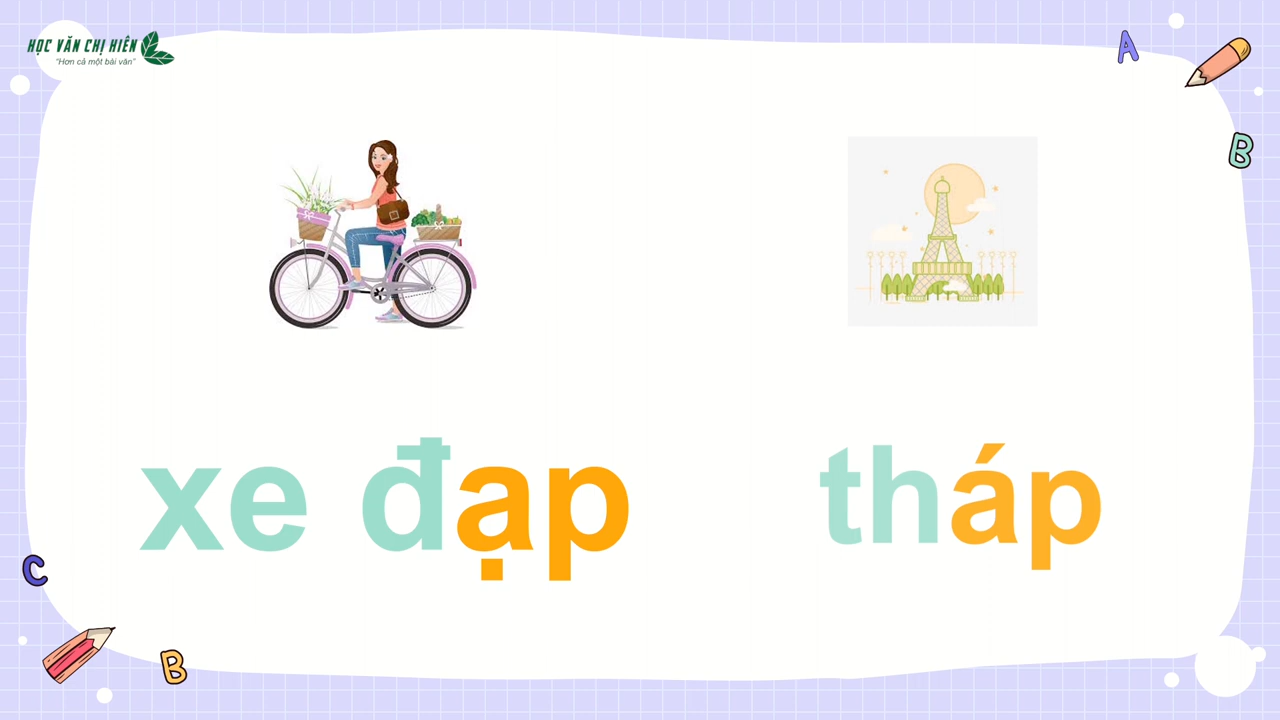 HỌC VĂN CHỊ HIÊN
"Hơn cả một bài văn"
A
B
xe đạp
tháp
C
B